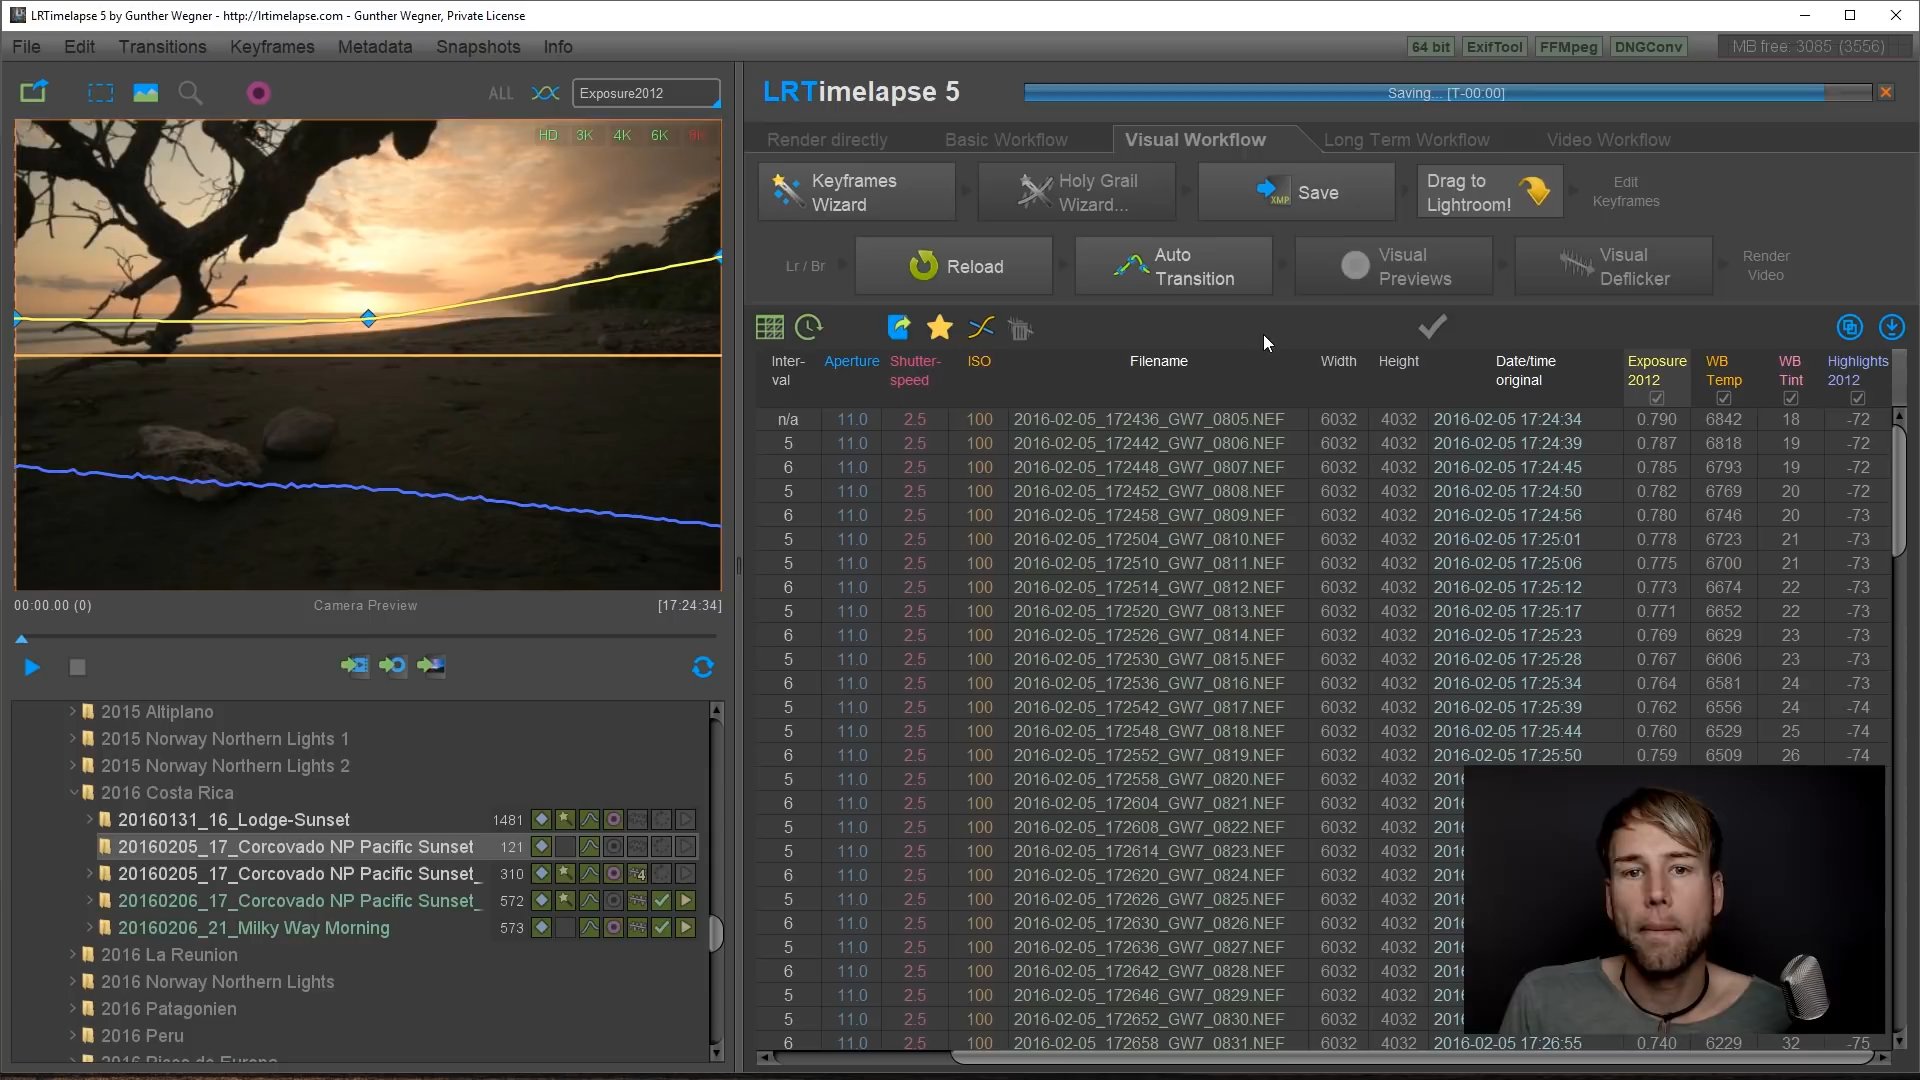 LRTimelapse 5 by Gunther Wegner - http://lrtimelapse.com - Gunther Wegner, Private License
File Edit Transitions Keyframes Metadata Snapshots Info
64 bit ExifTool FFMpeg DNGConv MB free: 3085 (3556)
ALL Exposure2012
LRTimelapse 5
Saving... [T-00:00]
HD 3K 4K 6K
Render directly Basic Workflow Visual Workflow Long Term Workflow Video Workflow
Keyframes Wizard
Holy Grail Wizard...
XMP Save
Drag to Lightroom!
Edit Keyframes
Lr / Br
Reload
Auto Transition
Visual Previews
Visual Deflicker
Render Video
00:00.00 (0) Camera Preview [17:24:34]
2015 Altiplano
2015 Norway Northern Lights 1
2015 Norway Northern Lights 2
2016 Costa Rica
20160131_16_Lodge-Sunset 1481
20160205_17_Corcovado NP Pacific Sunset 121
20160205_17_Corcovado NP Pacific Sunset_ 310 4
20160206_17_Corcovado NP Pacific Sunset_ 572
20160206_21_Milky Way Morning 573
2016 La Reunion
2016 Norway Northern Lights
2016 Patagonien
2016 Peru
2016 Picos de Europa
Inter-val Aperture Shutter-speed ISO Filename Width Height Date/time original Exposure 2012 WB Temp WB Tint Highlights 2012
n/a 11.0 2.5 100 2016-02-05_172436_GW7_0805.NEF 6032 4032 2016-02-05 17:24:34 0.790 6842 18 -72
5 11.0 2.5 100 2016-02-05_172442_GW7_0806.NEF 6032 4032 2016-02-05 17:24:39 0.787 6818 19 -72
6 11.0 2.5 100 2016-02-05_172448_GW7_0807.NEF 6032 4032 2016-02-05 17:24:45 0.785 6793 19 -72
5 11.0 2.5 100 2016-02-05_172452_GW7_0808.NEF 6032 4032 2016-02-05 17:24:50 0.782 6769 20 -72
6 11.0 2.5 100 2016-02-05_172458_GW7_0809.NEF 6032 4032 2016-02-05 17:24:56 0.780 6746 20 -73
5 11.0 2.5 100 2016-02-05_172504_GW7_0810.NEF 6032 4032 2016-02-05 17:25:01 0.778 6723 21 -73
5 11.0 2.5 100 2016-02-05_172510_GW7_0811.NEF 6032 4032 2016-02-05 17:25:06 0.775 6700 21 -73
6 11.0 2.5 100 2016-02-05_172514_GW7_0812.NEF 6032 4032 2016-02-05 17:25:12 0.773 6674 22 -73
5 11.0 2.5 100 2016-02-05_172520_GW7_0813.NEF 6032 4032 2016-02-05 17:25:17 0.771 6652 22 -73
6 11.0 2.5 100 2016-02-05_172526_GW7_0814.NEF 6032 4032 2016-02-05 17:25:23 0.769 6629 23 -73
5 11.0 2.5 100 2016-02-05_172530_GW7_0815.NEF 6032 4032 2016-02-05 17:25:28 0.767 6606 23 -73
6 11.0 2.5 100 2016-02-05_172536_GW7_0816.NEF 6032 4032 2016-02-05 17:25:34 0.764 6581 24 -73
5 11.0 2.5 100 2016-02-05_172542_GW7_0817.NEF 6032 4032 2016-02-05 17:25:39 0.762 6556 24 -74
5 11.0 2.5 100 2016-02-05_172548_GW7_0818.NEF 6032 4032 2016-02-05 17:25:44 0.760 6529 25 -74
6 11.0 2.5 100 2016-02-05_172552_GW7_0819.NEF 6032 4032 2016-02-05 17:25:50 0.759 6509 26 -74
5 11.0 2.5 100 2016-02-05_172558_GW7_0820.NEF 6032 4032 201
6 11.0 2.5 100 2016-02-05_172604_GW7_0821.NEF 6032 4032 201
5 11.0 2.5 100 2016-02-05_172608_GW7_0822.NEF 6032 4032 201
5 11.0 2.5 100 2016-02-05_172614_GW7_0823.NEF 6032 4032 201
6 11.0 2.5 100 2016-02-05_172620_GW7_0824.NEF 6032 4032 201
5 11.0 2.5 100 2016-02-05_172626_GW7_0825.NEF 6032 4032 201
6 11.0 2.5 100 2016-02-05_172630_GW7_0826.NEF 6032 4032 201
5 11.0 2.5 100 2016-02-05_172636_GW7_0827.NEF 6032 4032 201
6 11.0 2.5 100 2016-02-05_172642_GW7_0828.NEF 6032 4032 201
5 11.0 2.5 100 2016-02-05_172646_GW7_0829.NEF 6032 4032 201
5 11.0 2.5 100 2016-02-05_172652_GW7_0830.NEF 6032 4032 201
6 11.0 2.5 100 2016-02-05_172658_GW7_0831.NEF 6032 4032 2016-02-05 17:26:55 0.740 6229 32 -75